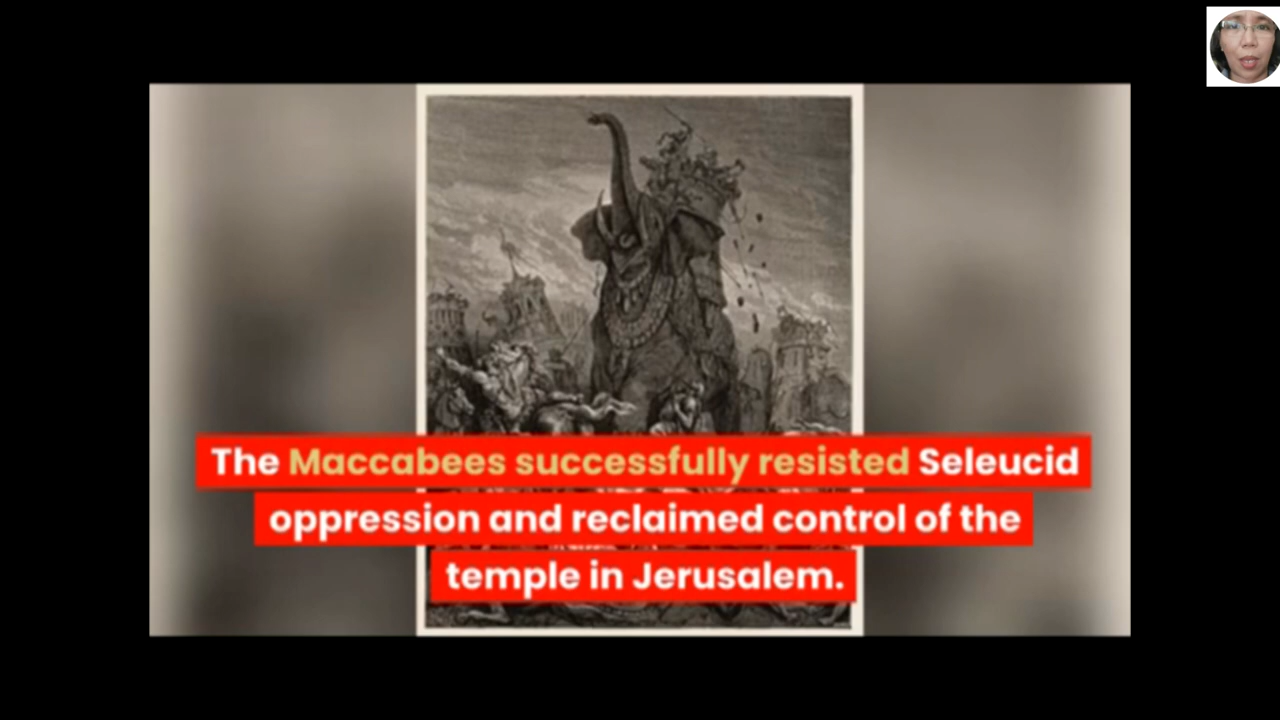 The Maccabees successfully resisted Seleucid
oppression and reclaimed control of the
temple in Jerusalem.